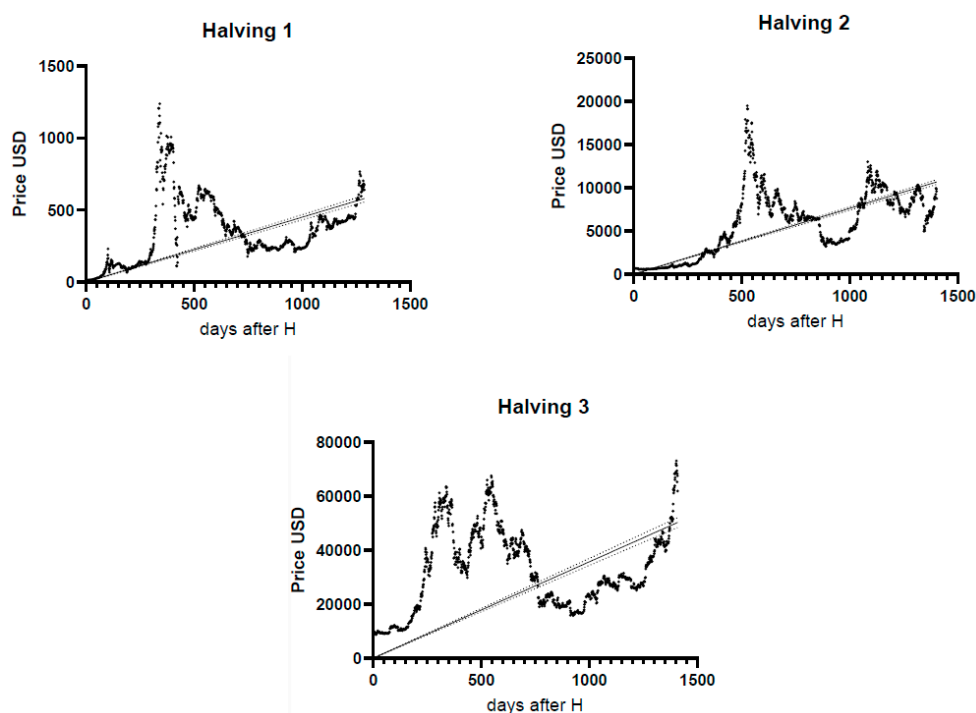 Halving 1
Price USD
1500
1000
500
0
0 500 1000 1500
days after H
Halving 2
Price USD
25000
20000
15000
10000
5000
0
0 500 1000 1500
days after H
Halving 3
Price USD
80000
60000
40000
20000
0
0 500 1000 1500
days after H